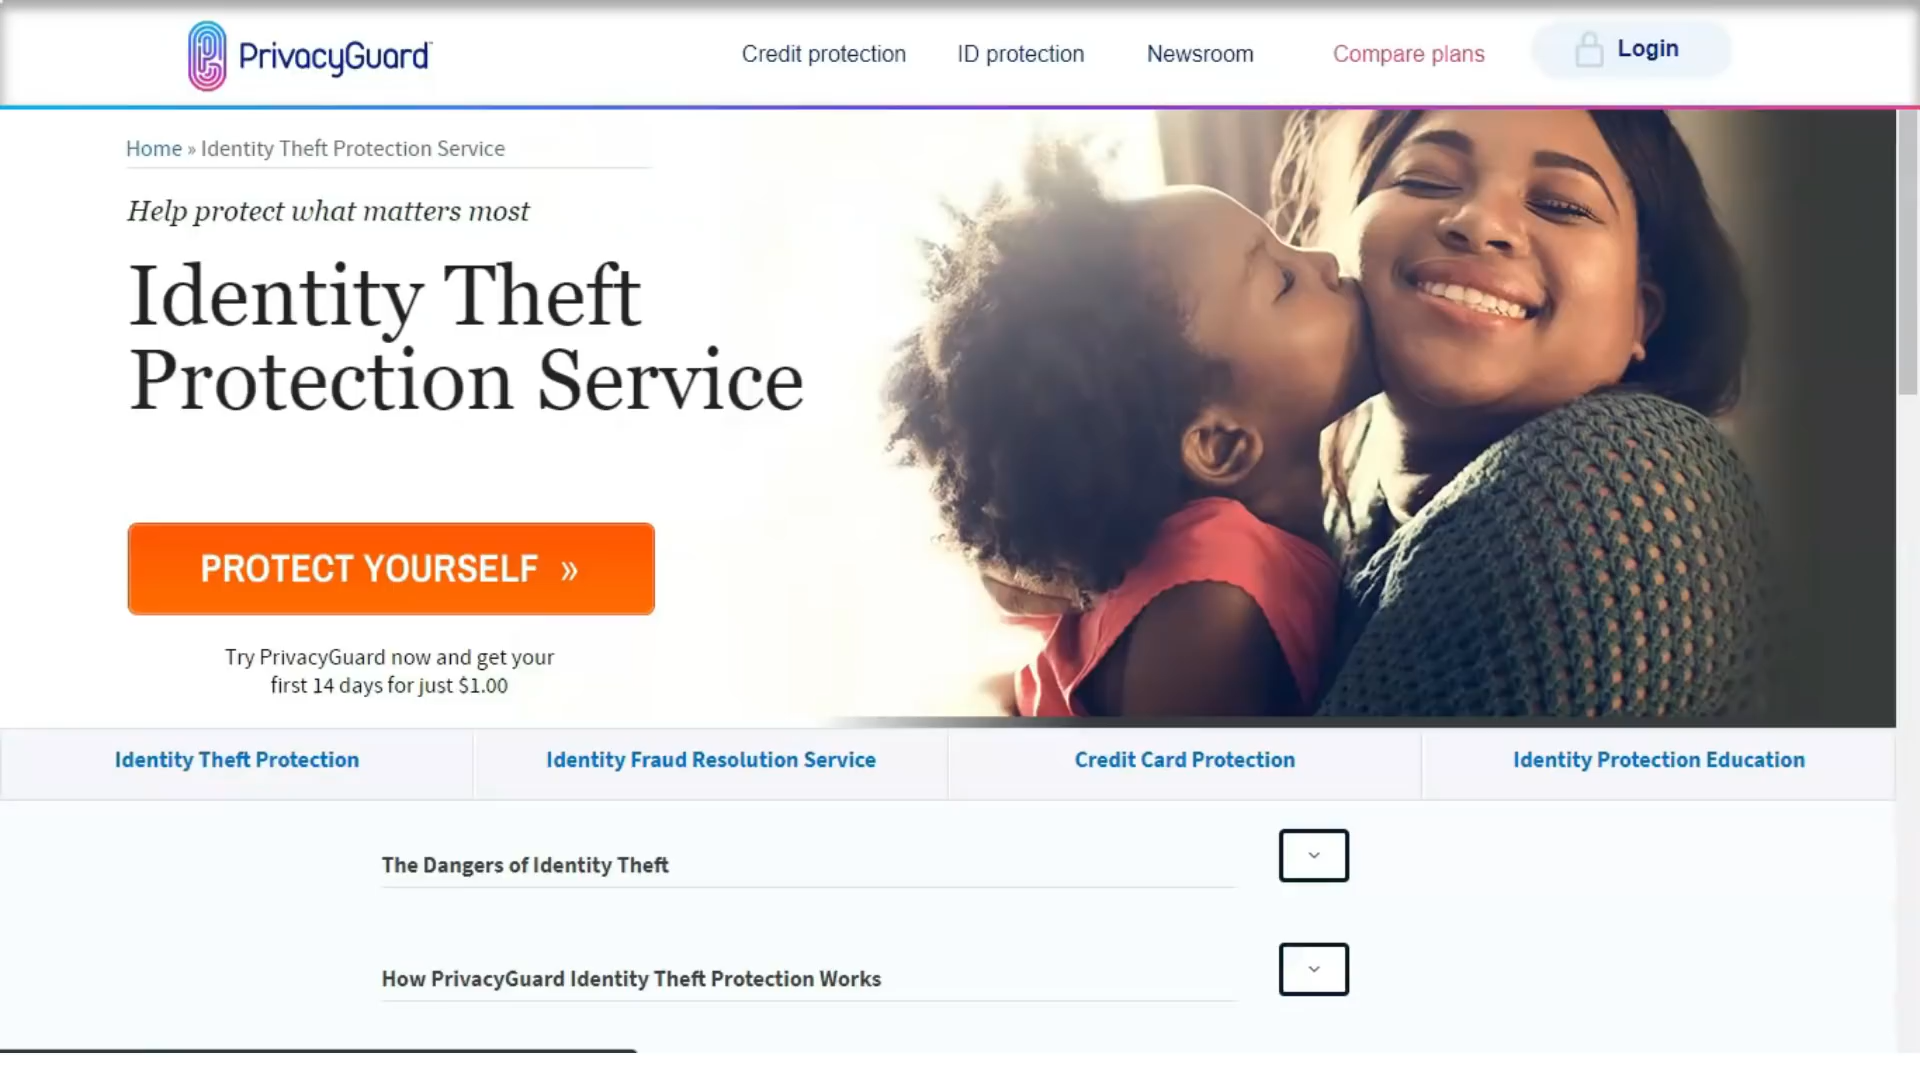 PrivacyGuard™
Credit protection
ID protection
Newsroom
Compare plans
Login
Home » Identity Theft Protection Service
Help protect what matters most
Identity Theft
Protection Service
PROTECT YOURSELF »
Try PrivacyGuard now and get your
first 14 days for just $1.00
Identity Theft Protection
Identity Fraud Resolution Service
Credit Card Protection
Identity Protection Education
The Dangers of Identity Theft
How PrivacyGuard Identity Theft Protection Works